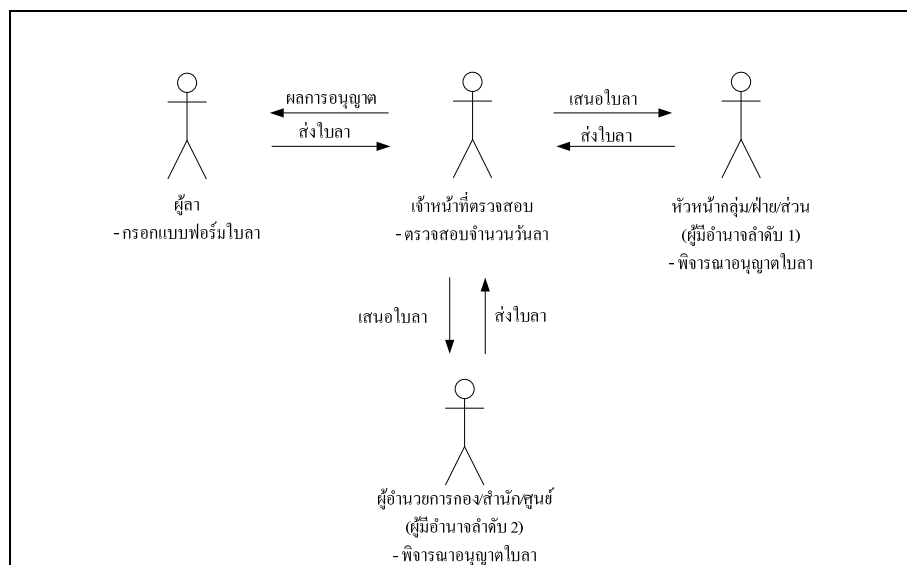 ผลการอนุญาต
ส่งใบลา
เสนอใบลา
ส่งใบลา
ผู้ลา
- กรอกแบบฟอร์มใบลา
เจ้าหน้าที่ตรวจสอบ
- ตรวจสอบจำนวนวันลา
หัวหน้ากลุ่ม/ฝ่าย/ส่วน
(ผู้มีอำนาจลำดับ 1)
- พิจารณาอนุญาตใบลา
เสนอใบลา
ส่งใบลา
ผู้อำนวยการกอง/สำนัก/ศูนย์
(ผู้มีอำนาจลำดับ 2)
- พิจารณาอนุญาตใบลา